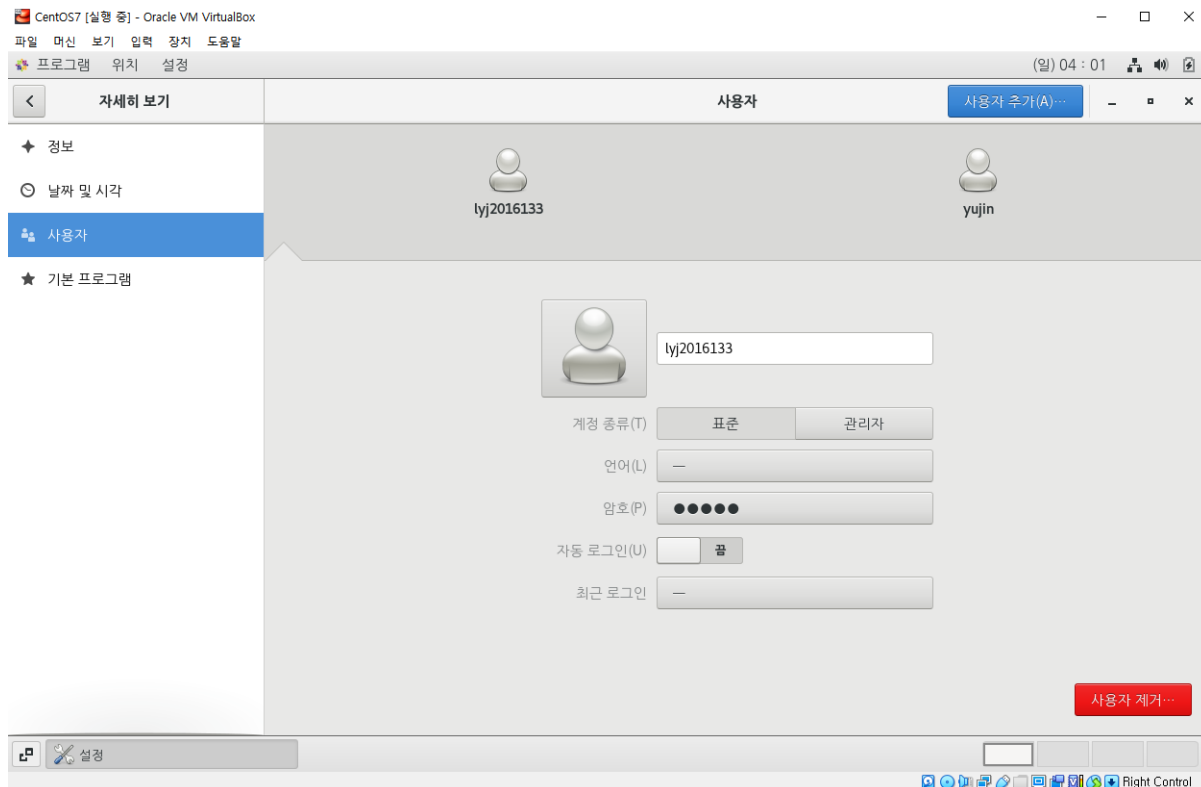 CentOS7 [실행 중] - Oracle VM VirtualBox
파일 머신 보기 입력 장치 도움말
프로그램 위치 설정 (일) 04 : 01
자세히 보기 사용자 사용자 추가(A)…
정보
날짜 및 시각
사용자
기본 프로그램
lyj2016133 yujin
lyj2016133
계정 종류(T) 표준 관리자
언어(L) —
암호(P) ●●●●●
자동 로그인(U) 끔
최근 로그인 —
사용자 제거…
설정
Right Control